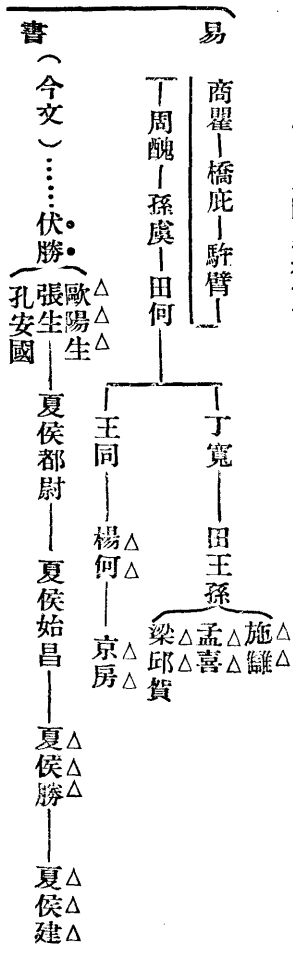 易
商瞿—橋庇—馯臂—
周醜—孫虞—田何
丁寬——田王孫
施讎
孟喜
梁邱賀
王同——楊何——京房
書
(今文)……伏勝
歐陽生
張生——夏侯都尉——夏侯始昌——夏侯勝——夏侯建
孔安國